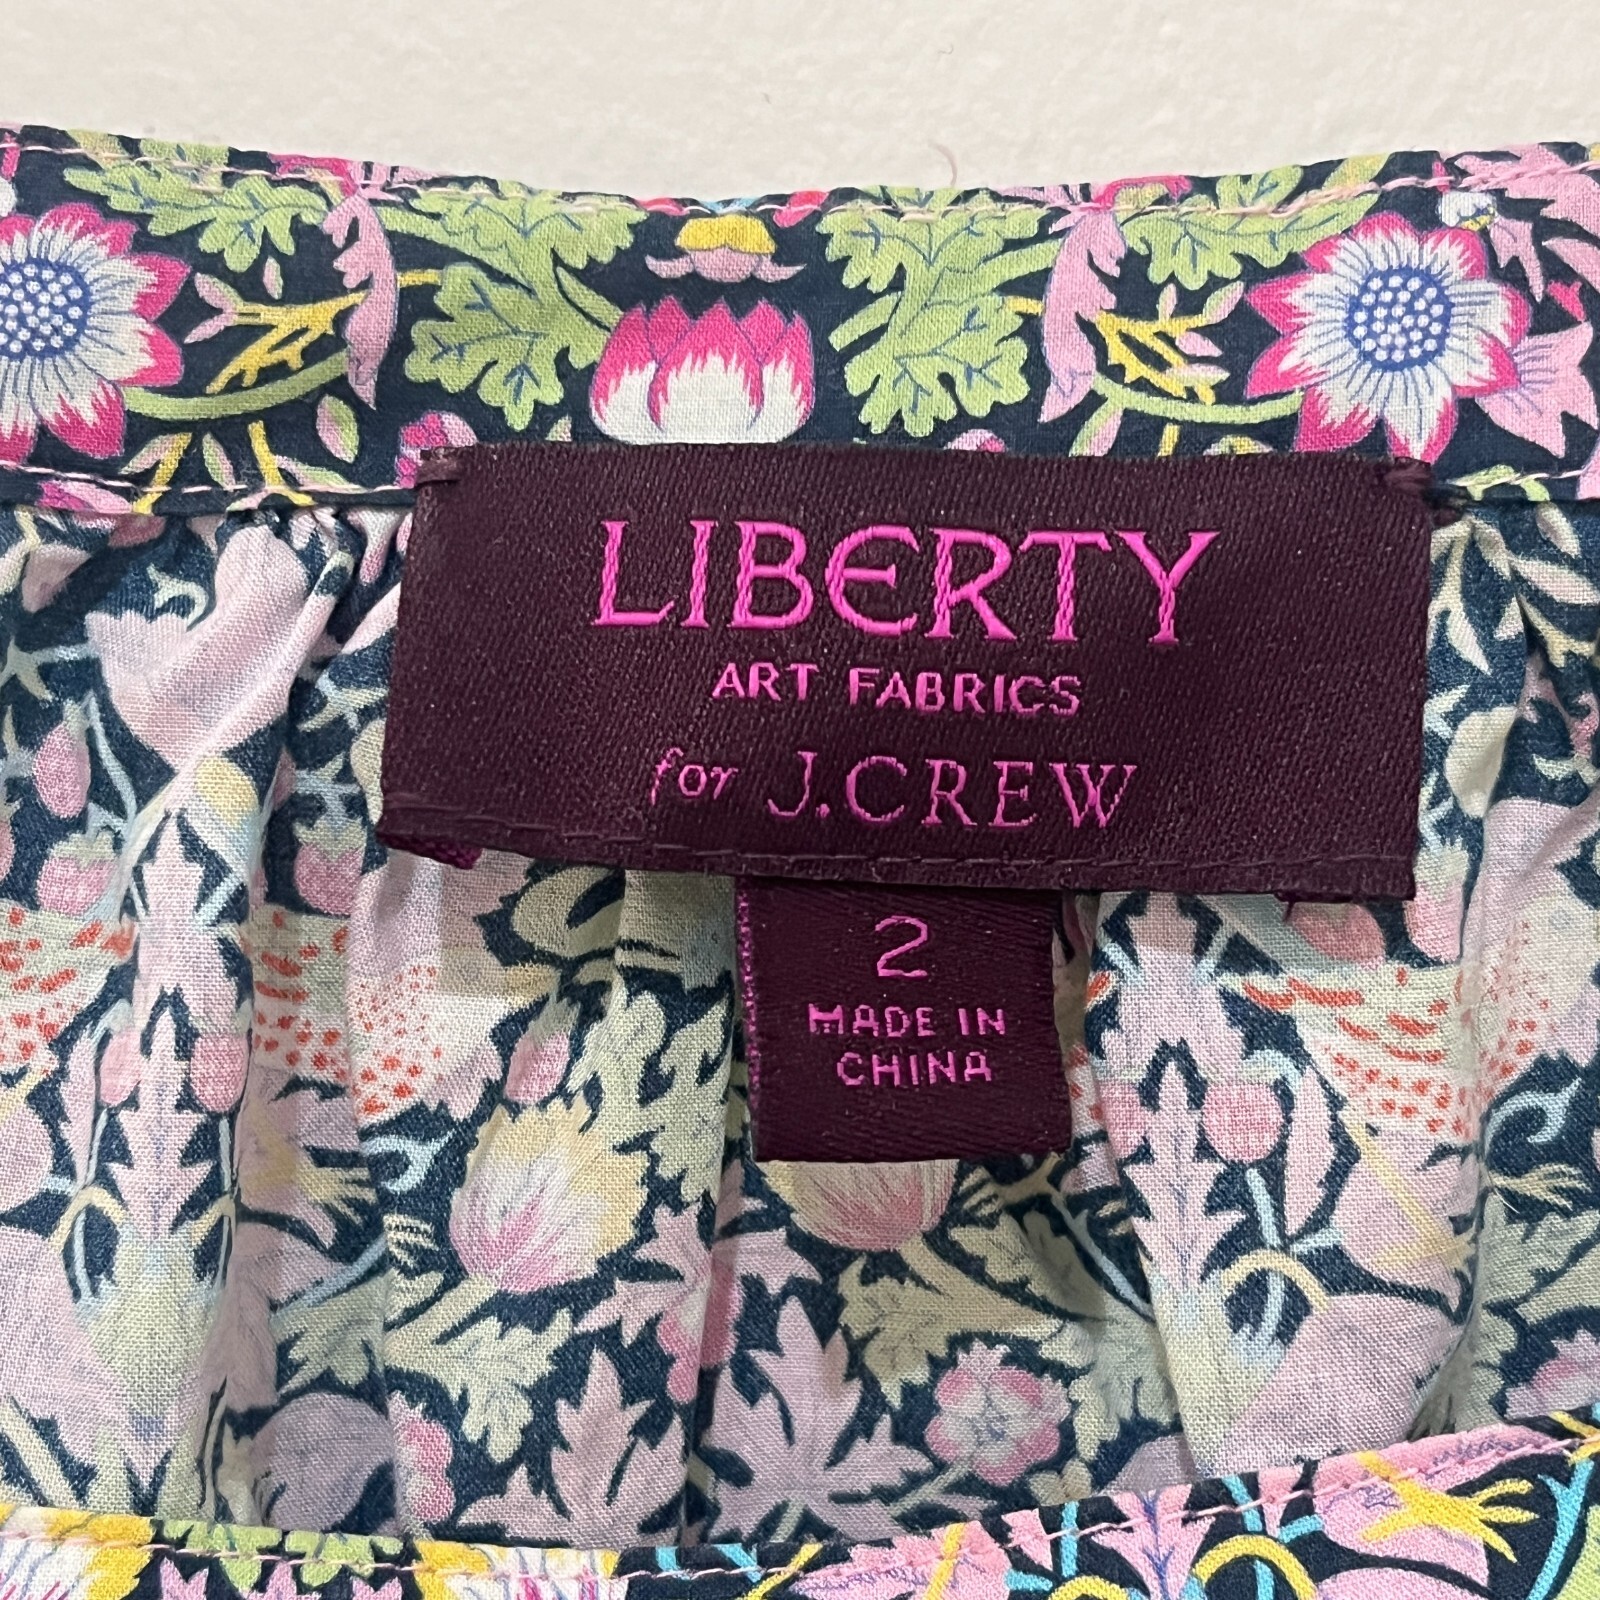 LIBERTY
ART FABRICS
for J.CREW
2
MADE IN
CHINA